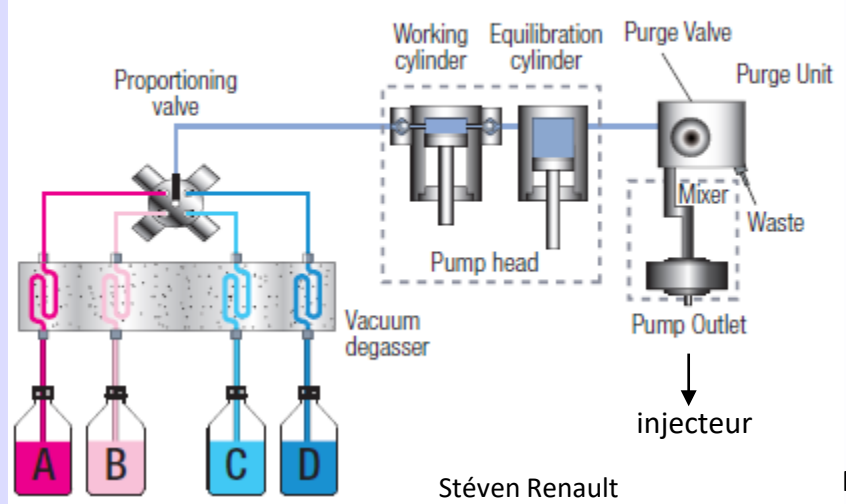 Working
cylinder
Equilibration
cylinder
Purge Valve
Purge Unit
Proportioning
valve
Mixer
Waste
Pump head
Pump Outlet
Vacuum
degasser
injecteur
A
B
C
D
Stéven Renault